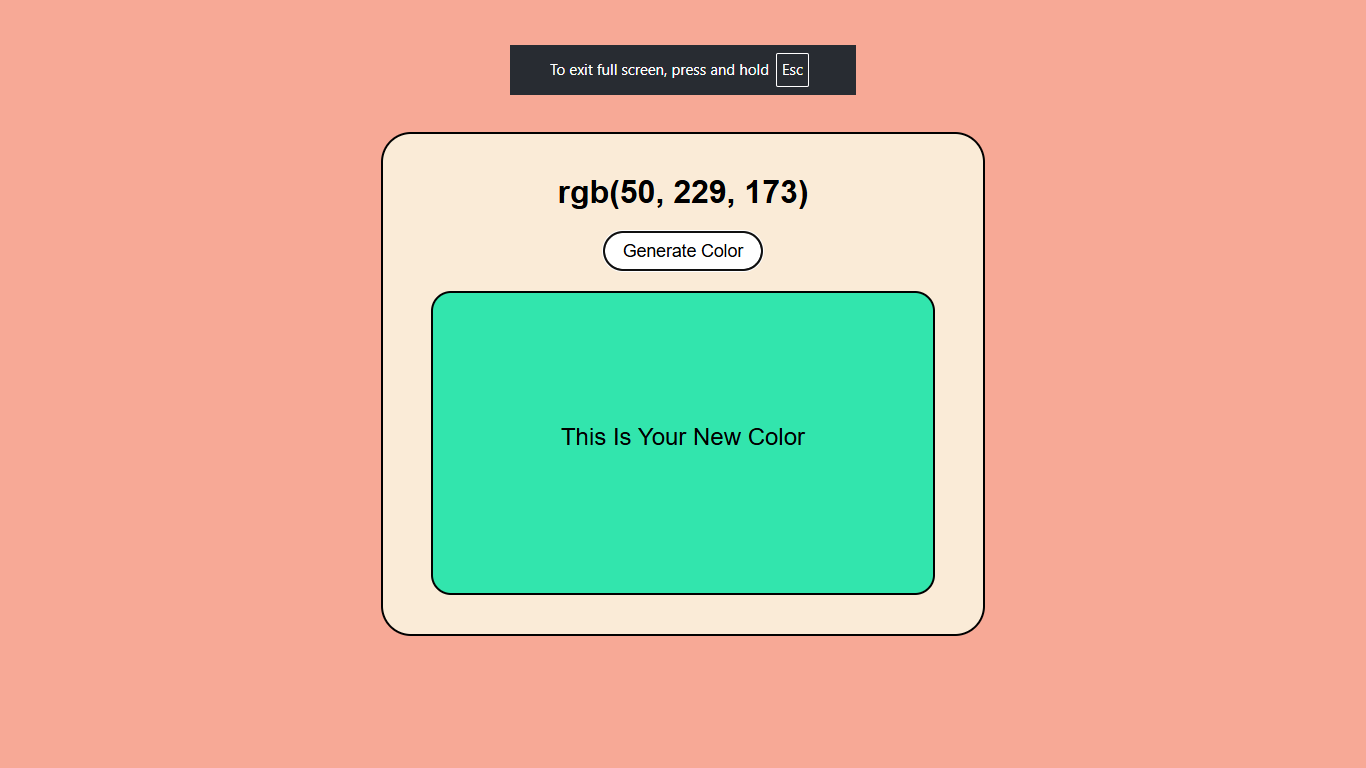 To exit full screen, press and hold Esc
rgb(50, 229, 173)
Generate Color
This Is Your New Color